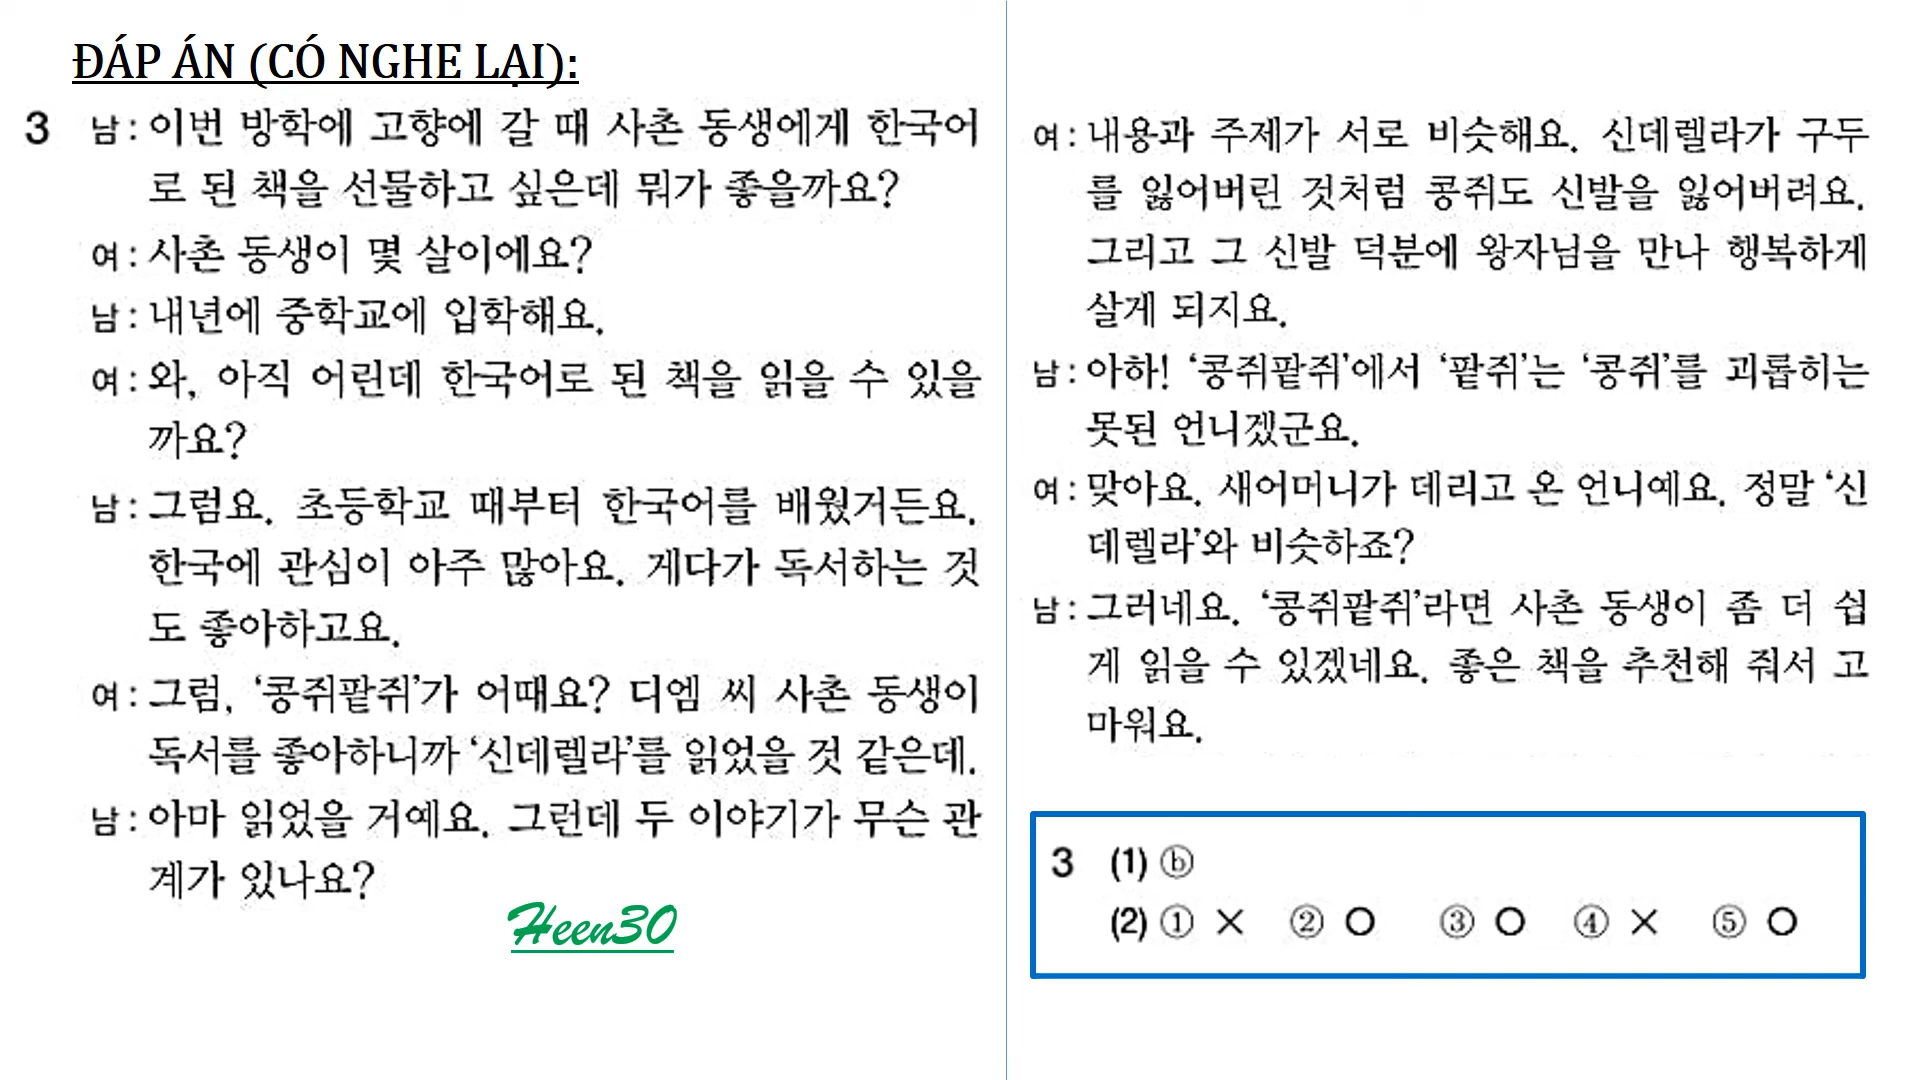 ĐÁP ÁN (CÓ NGHE LẠI):
3 남 : 이번 방학에 고향에 갈 때 사촌 동생에게 한국어
로 된 책을 선물하고 싶은데 뭐가 좋을까요?
여 : 사촌 동생이 몇 살이에요?
남 : 내년에 중학교에 입학해요.
여 : 와, 아직 어린데 한국어로 된 책을 읽을 수 있을
까요?
남 : 그럼요. 초등학교 때부터 한국어를 배웠거든요.
한국에 관심이 아주 많아요. 게다가 독서하는 것
도 좋아하고요.
여 : 그럼, ‘콩쥐팥쥐’가 어때요? 디엠 씨 사촌 동생이
독서를 좋아하니까 ‘신데렐라’를 읽었을 것 같은데.
남 : 아마 읽었을 거예요. 그런데 두 이야기가 무슨 관
계가 있나요?
Heen30
여 : 내용과 주제가 서로 비슷해요. 신데렐라가 구두
를 잃어버린 것처럼 콩쥐도 신발을 잃어버려요.
그리고 그 신발 덕분에 왕자님을 만나 행복하게
살게 되지요.
남 : 아하! ‘콩쥐팥쥐’에서 ‘팥쥐’는 ‘콩쥐’를 괴롭히는
못된 언니겠군요.
여 : 맞아요. 새어머니가 데리고 온 언니예요. 정말 ‘신
데렐라’와 비슷하죠?
남 : 그러네요. ‘콩쥐팥쥐’라면 사촌 동생이 좀 더 쉽
게 읽을 수 있겠네요. 좋은 책을 추천해 줘서 고
마워요.
3 (1) ⓑ
(2) ① × ② O ③ O ④ × ⑤ O